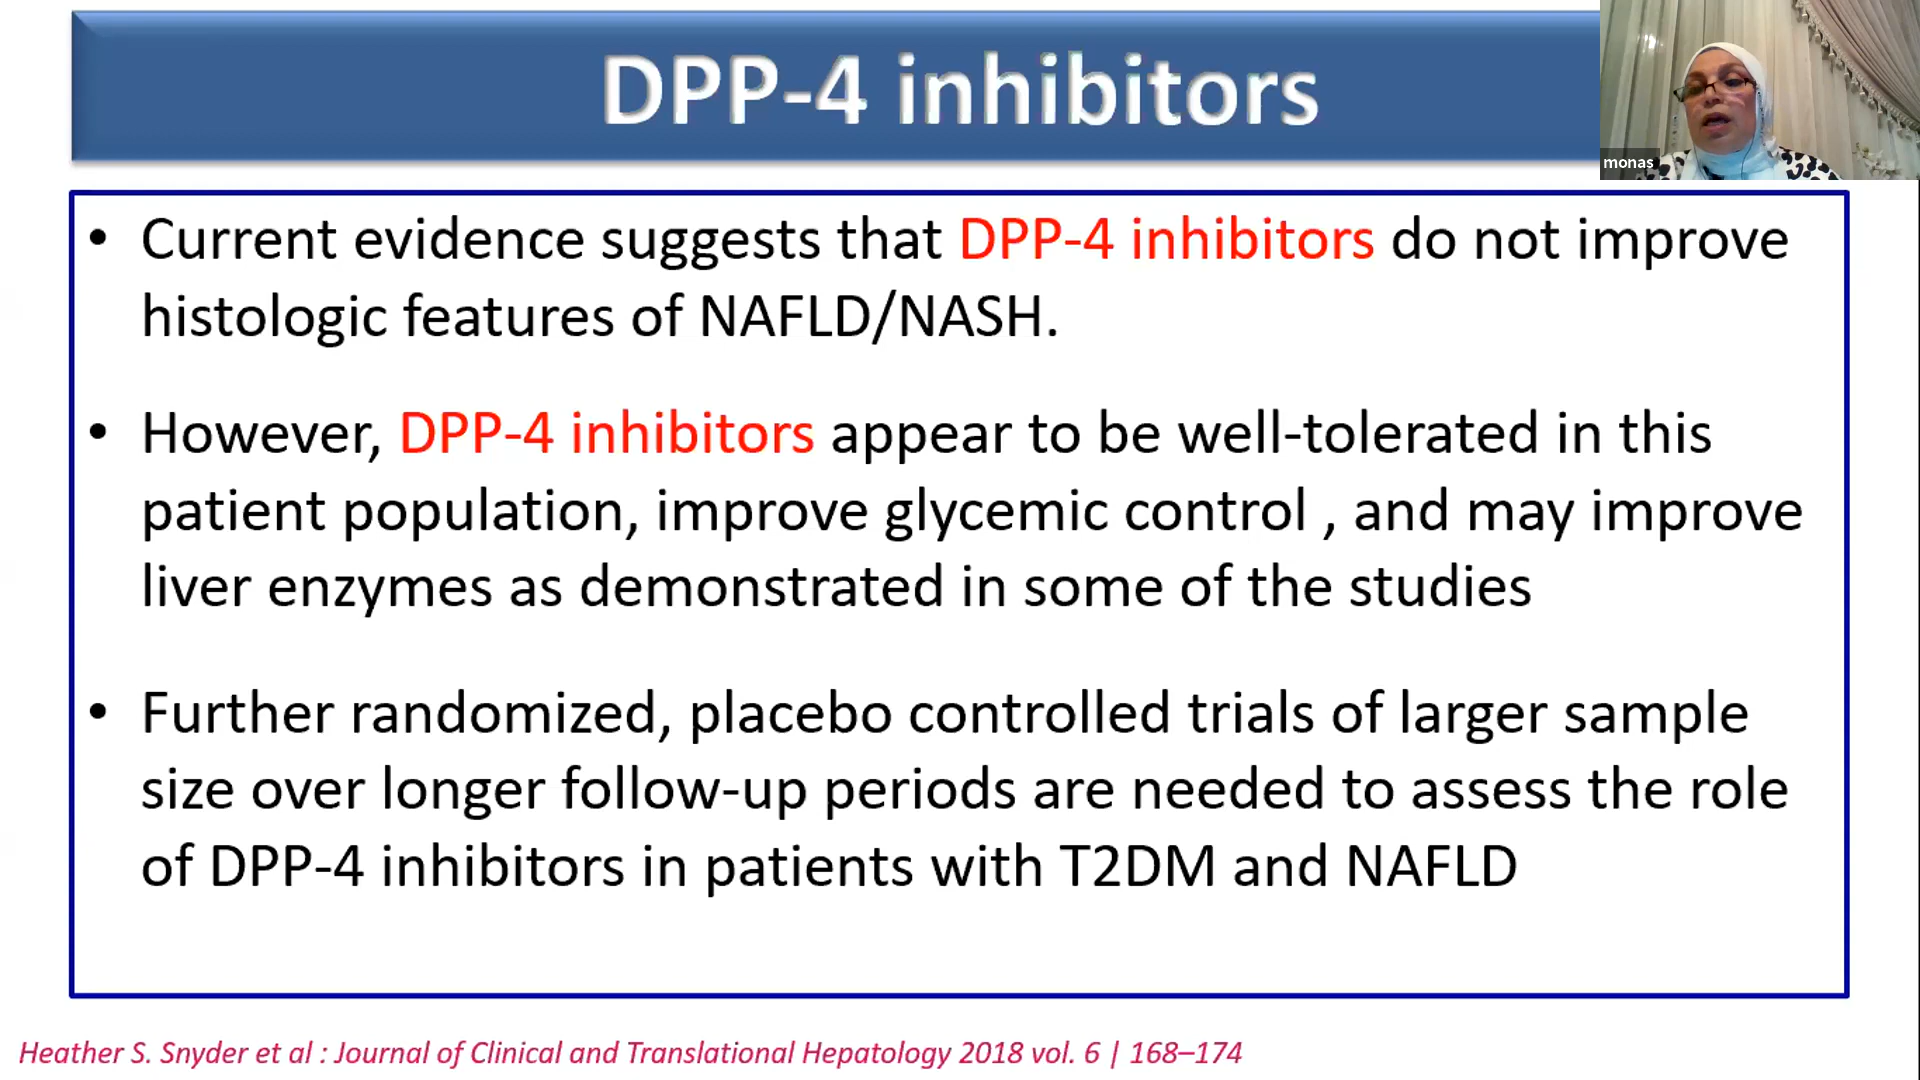 DPP-4 inhibitors
monas
• Current evidence suggests that DPP-4 inhibitors do not improve
histologic features of NAFLD/NASH.
• However, DPP-4 inhibitors appear to be well-tolerated in this
patient population, improve glycemic control , and may improve
liver enzymes as demonstrated in some of the studies
• Further randomized, placebo controlled trials of larger sample
size over longer follow-up periods are needed to assess the role
of DPP-4 inhibitors in patients with T2DM and NAFLD
Heather S. Snyder et al : Journal of Clinical and Translational Hepatology 2018 vol. 6 | 168–174